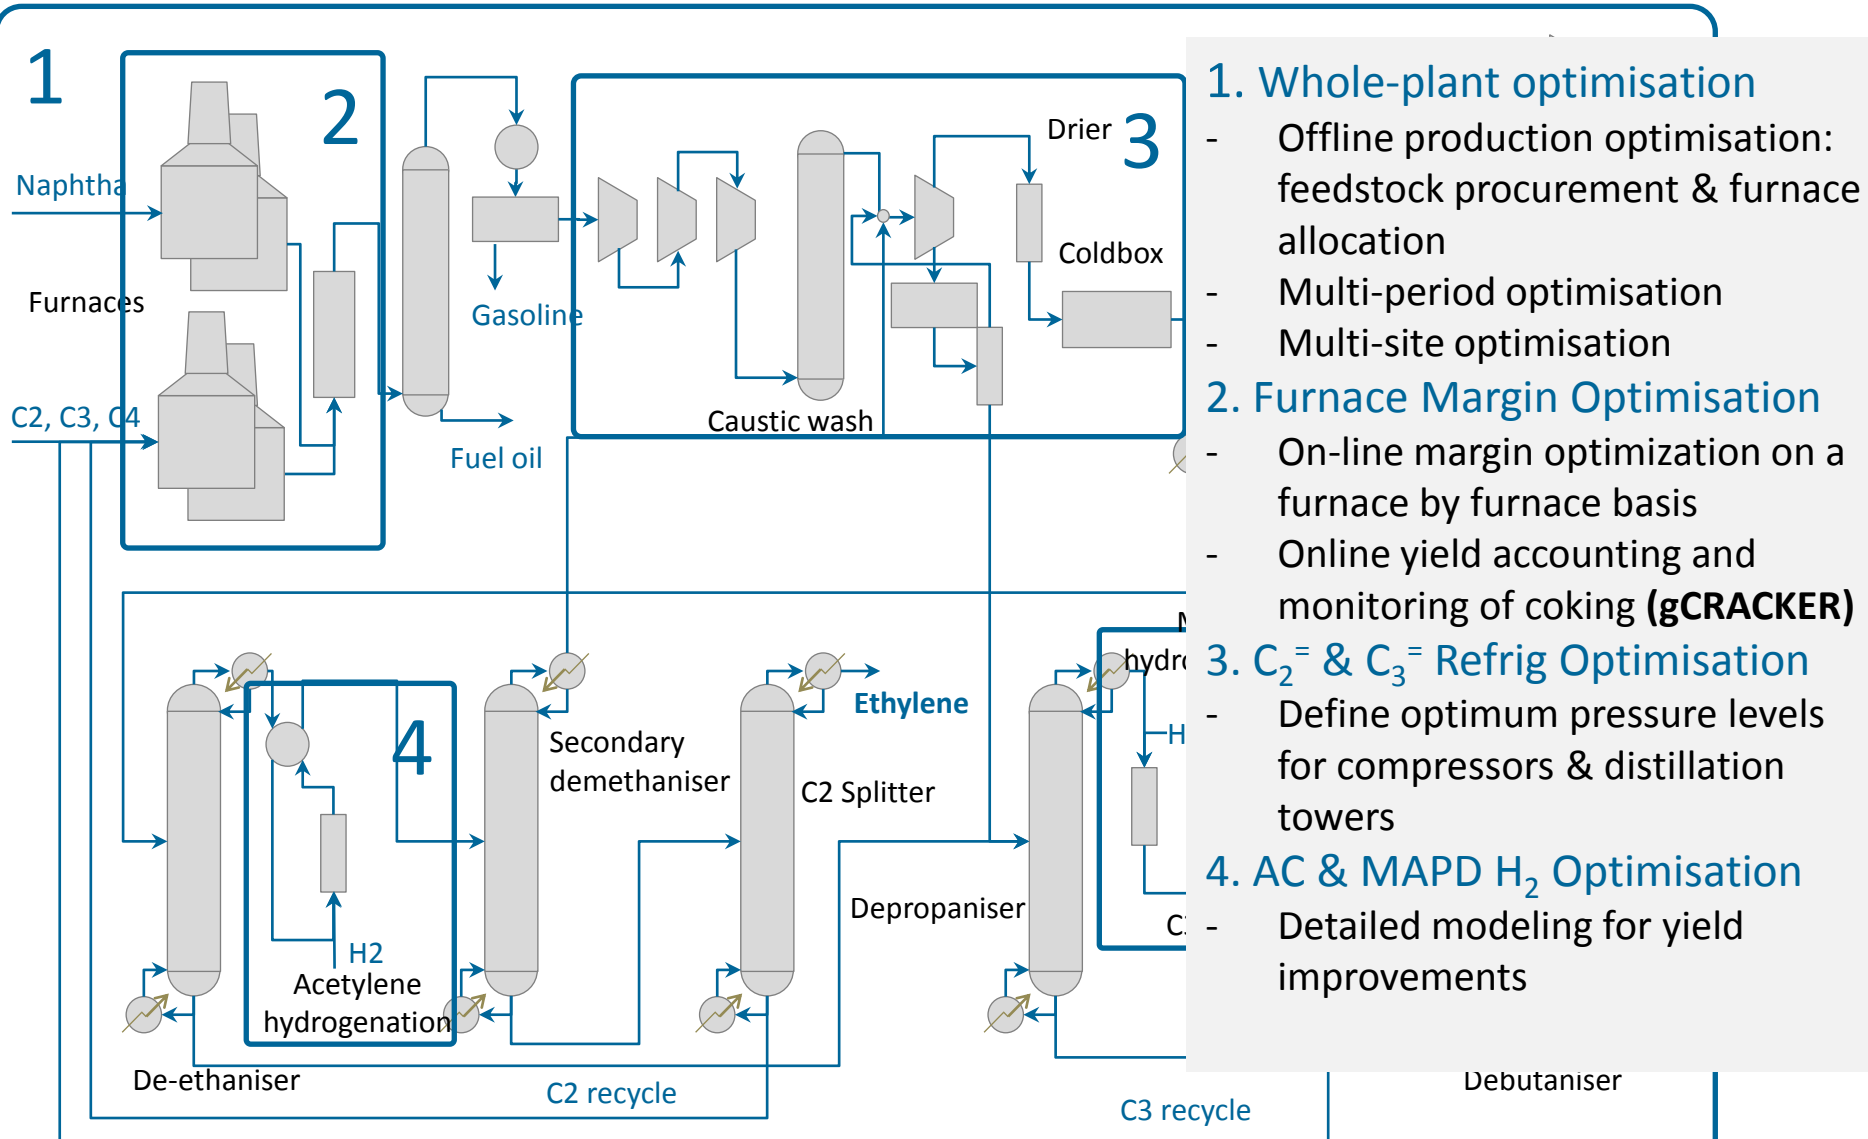 1
2
3
Naphtha
Furnaces
C2, C3, C4
Gasoline
Fuel oil
Drier
Coldbox
Caustic wash
4
H2
Acetylene
hydrogenation
De-ethaniser
Secondary
demethaniser
C2 Splitter
Ethylene
Depropaniser
C2 recycle
C3 recycle
Debutaniser
1. Whole-plant optimisation
- Offline production optimisation:
feedstock procurement & furnace
allocation
- Multi-period optimisation
- Multi-site optimisation
2. Furnace Margin Optimisation
- On-line margin optimization on a
furnace by furnace basis
- Online yield accounting and
monitoring of coking (gCRACKER)
3. C₂⁼ & C₃⁼ Refrig Optimisation
- Define optimum pressure levels
for compressors & distillation
towers
4. AC & MAPD H₂ Optimisation
- Detailed modeling for yield
improvements